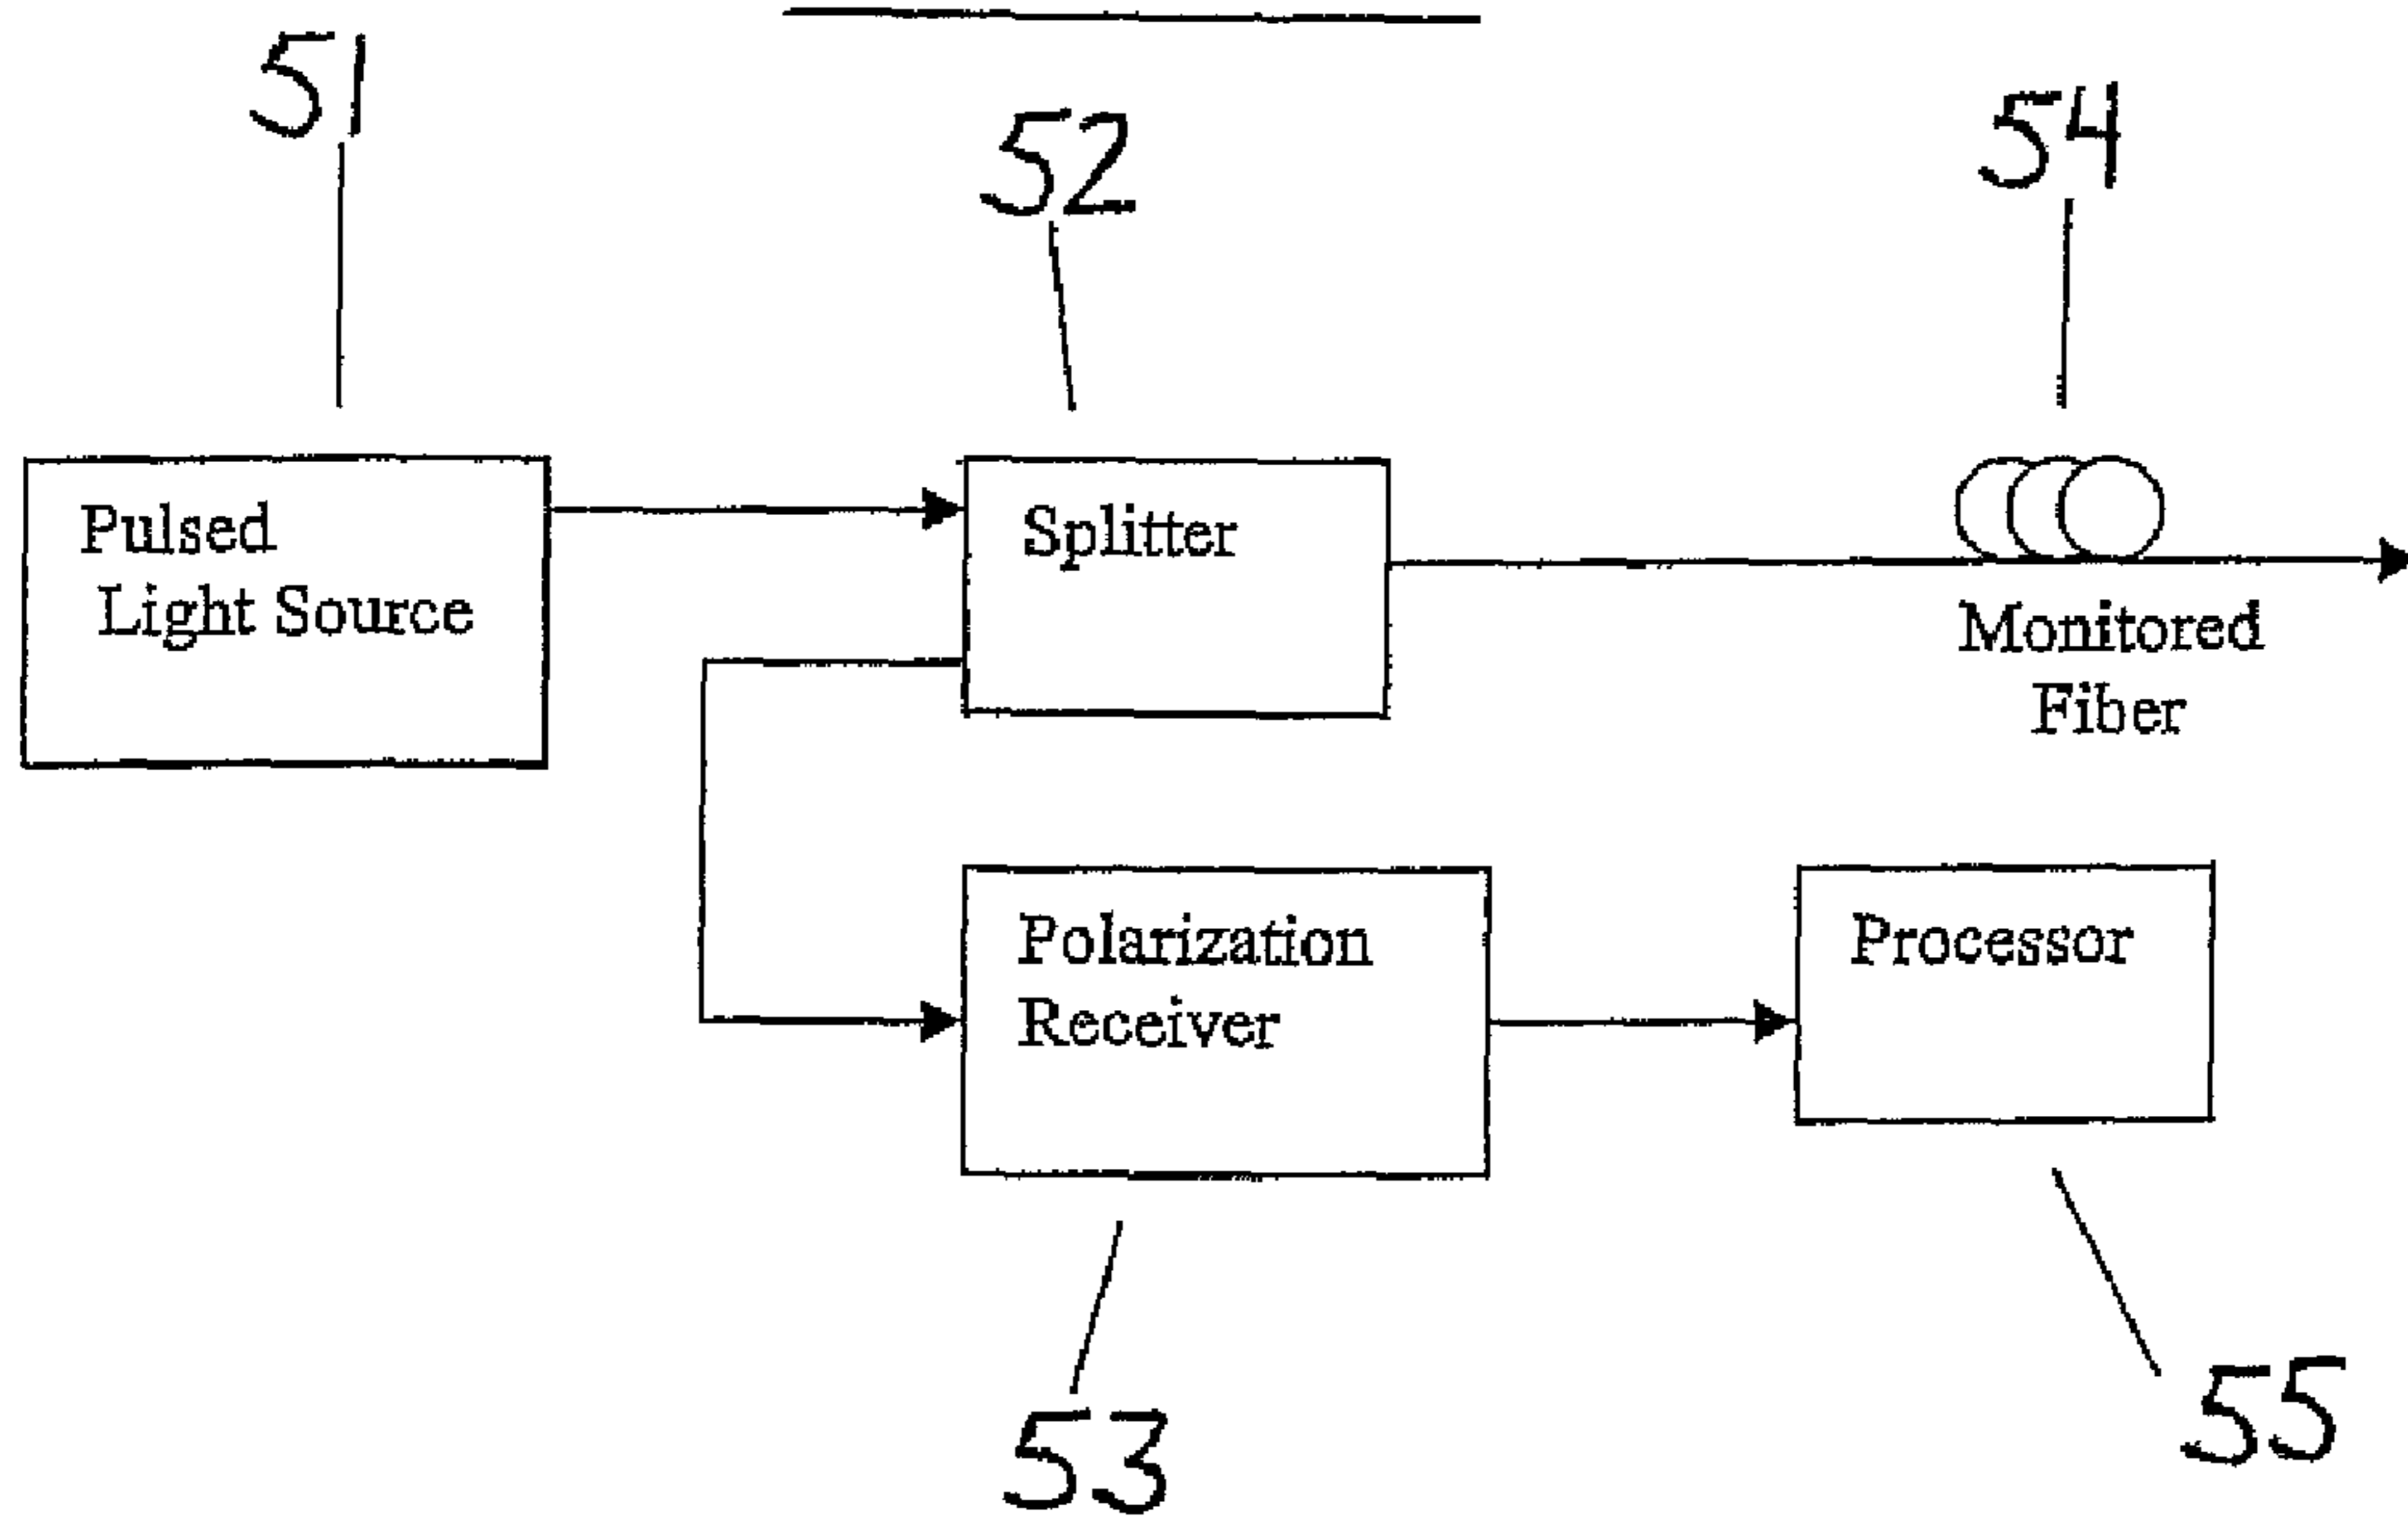 51
52
54
Pulsed
Light Source
Splitter
Monitored
Fiber
Polarization
Receiver
Processor
53
55